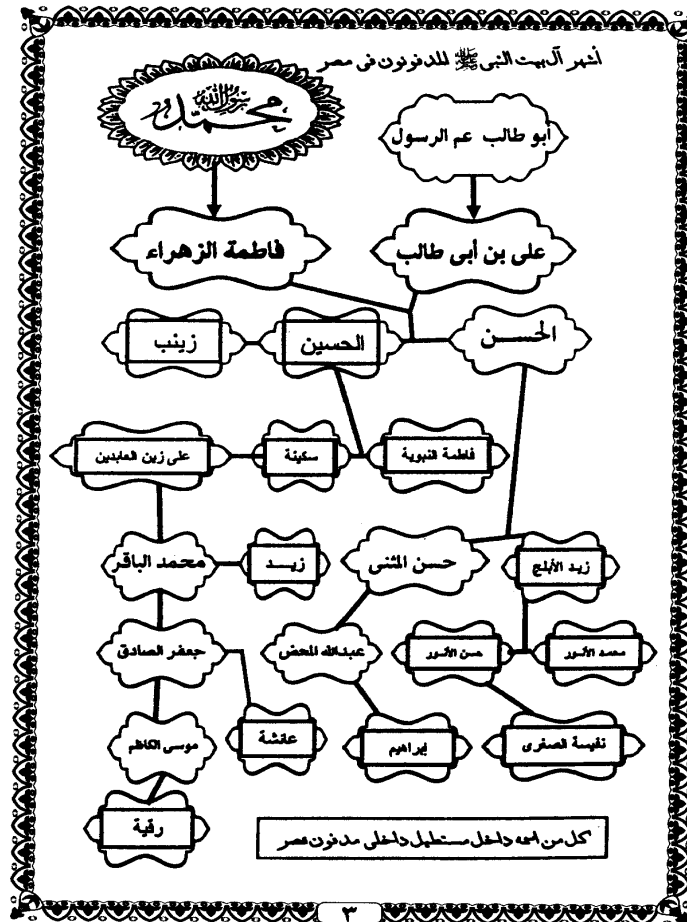 أشهر آل بيت النبى ﷺ المدفونون فى مصر
محمد رسول الله
أبو طالب عم الرسول
فاطمة الزهراء
على بن أبى طالب
الحسن
الحسين
زينب
فاطمة النبوية
سكينة
على زين العابدين
زيد الأبلج
حسن المثنى
زيد
محمد الباقر
محمد الأنور
حسن الأنور
عبدالله المحض
جعفر الصادق
نفيسة الصغرى
إبراهيم
عائشة
موسى الكاظم
رقية
كل من اسمه داخل مستطيل داخلى مدفون بمصر
٣